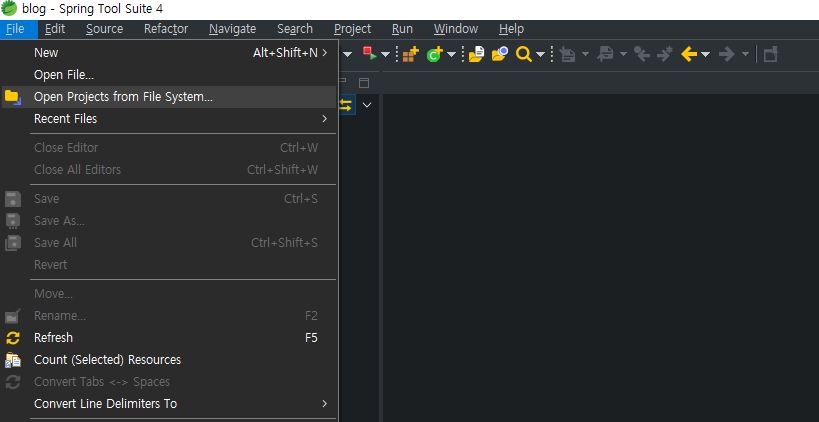 blog - Spring Tool Suite 4
File Edit Source Refactor Navigate Search Project Run Window Help
New Alt+Shift+N >
Open File...
Open Projects from File System...
Recent Files >
Close Editor Ctrl+W
Close All Editors Ctrl+Shift+W
Save Ctrl+S
Save As...
Save All Ctrl+Shift+S
Revert
Move...
Rename... F2
Refresh F5
Count (Selected) Resources
Convert Tabs <-> Spaces
Convert Line Delimiters To >